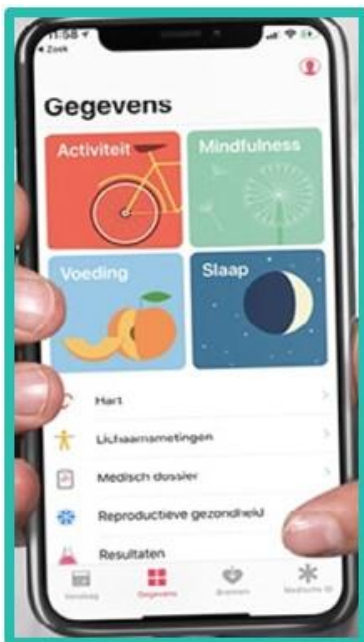 11:58
Zoek
Gegevens
Activiteit
Mindfulness
Voeding
Slaap
Hart
Lichaamsmetingen
Medisch dossier
Reproductieve gezondheid
Resultaten
Vandaag
Gegevens
Bronnen
Medische ID